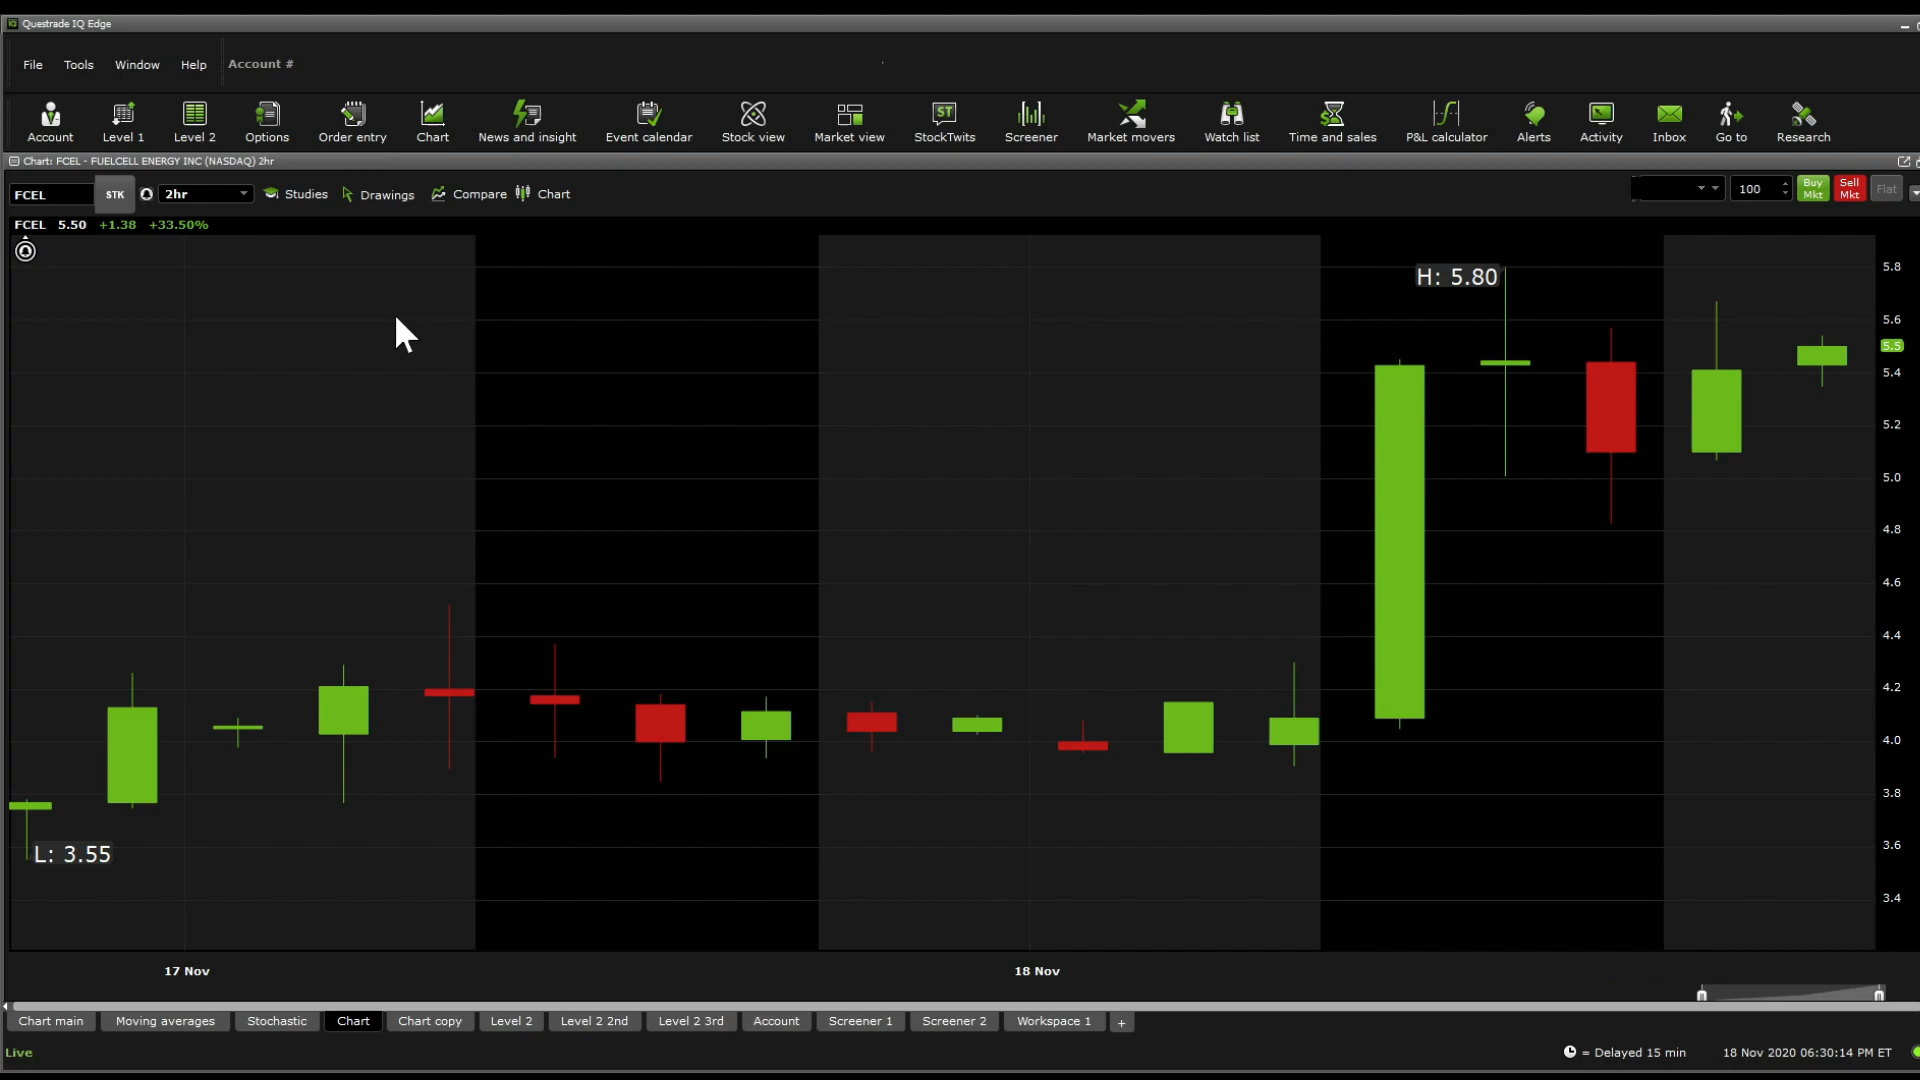 Questrade IQ Edge
File Tools Window Help Account #
Account Level 1 Level 2 Options Order entry Chart News and insight Event calendar Stock view Market view StockTwits Screener Market movers Watch list Time and sales P&L calculator Alerts Activity Inbox Go to Research
Chart: FCEL - FUELCELL ENERGY INC (NASDAQ) 2hr
FCEL STK 2hr Studies Drawings Compare Chart 100 Buy Mkt Sell Mkt Flat
FCEL 5.50 +1.38 +33.50%
H: 5.80
5.8
5.6
5.5
5.4
5.2
5.0
4.8
4.6
4.4
4.2
4.0
3.8
3.6
3.4
L: 3.55
17 Nov 18 Nov
Chart main Moving averages Stochastic Chart Chart copy Level 2 Level 2 2nd Level 2 3rd Account Screener 1 Screener 2 Workspace 1 +
Live = Delayed 15 min 18 Nov 2020 06:30:14 PM ET